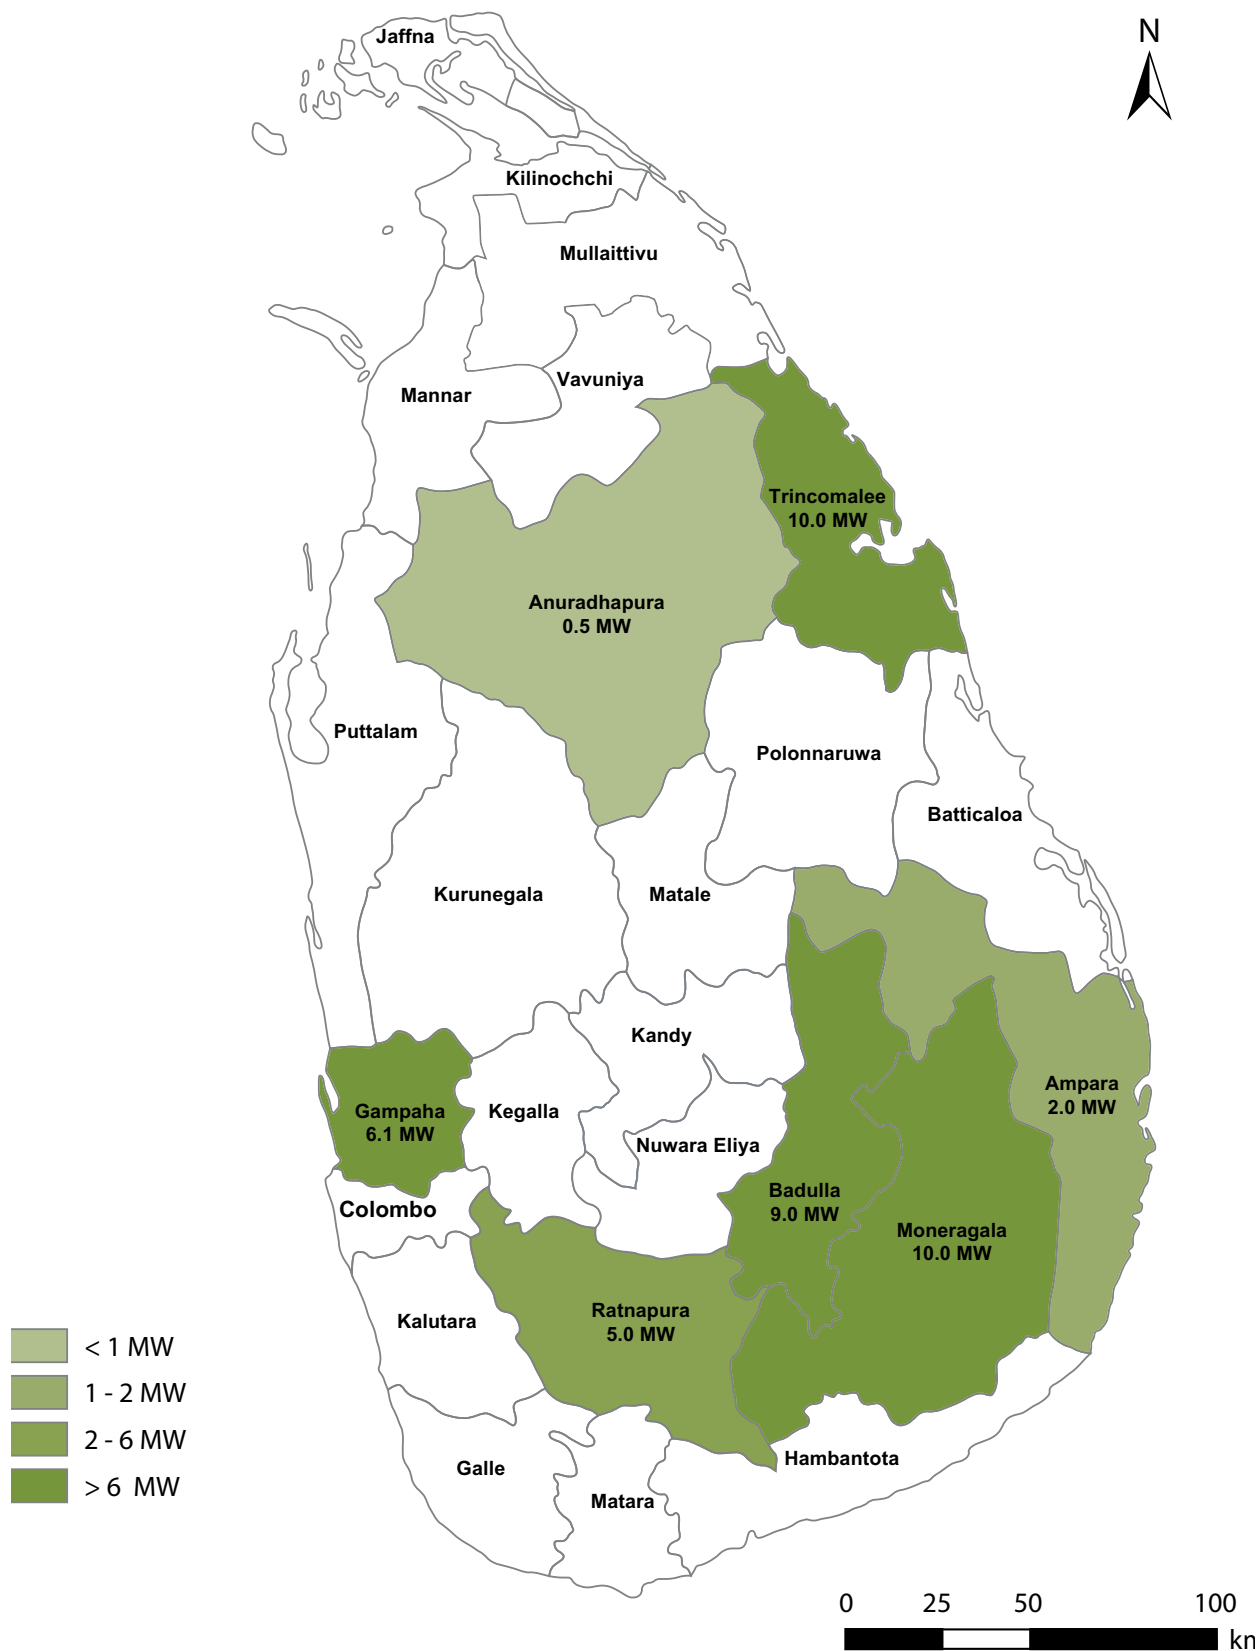 Jaffna
N
Kilinochchi
Mullaittivu
Vavuniya
Mannar
Trincomalee
10.0 MW
Anuradhapura
0.5 MW
Puttalam
Polonnaruwa
Batticaloa
Kurunegala
Matale
Kandy
Ampara
2.0 MW
Gampaha
6.1 MW
Kegalla
Nuwara Eliya
Badulla
9.0 MW
Colombo
Moneragala
10.0 MW
Ratnapura
5.0 MW
Kalutara
< 1 MW
1 - 2 MW
2 - 6 MW
> 6 MW
Hambantota
Galle
Matara
0 25 50 100
km